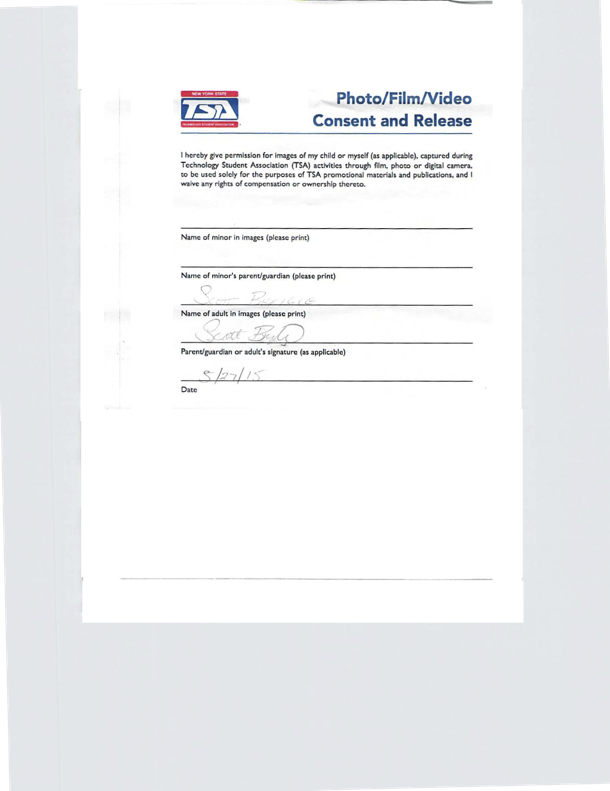 NEW YORK STATE
TSA
TECHNOLOGY STUDENT ASSOCIATION
Photo/Film/Video
Consent and Release
I hereby give permission for images of my child or myself (as applicable), captured during
Technology Student Association (TSA) activities through film, photo or digital camera,
to be used solely for the purposes of TSA promotional materials and publications, and I
waive any rights of compensation or ownership thereto.
Name of minor in images (please print)
Name of minor's parent/guardian (please print)
Scott
Name of adult in images (please print)
Scott
Parent/guardian or adult's signature (as applicable)
5/27/15
Date